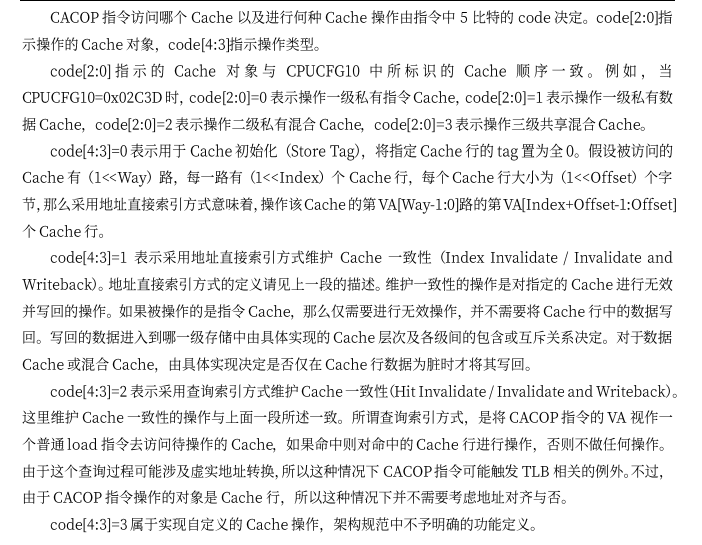 CACOP 指令访问哪个 Cache 以及进行何种 Cache 操作由指令中 5 比特的 code 决定。code[2:0]指
示操作的 Cache 对象，code[4:3]指示操作类型。
code[2:0]指示的 Cache 对象与 CPUCFG10 中所标识的 Cache 顺序一致。例如，当
CPUCFG10=0x02C3D 时，code[2:0]=0 表示操作一级私有指令 Cache，code[2:0]=1 表示操作一级私有数
据 Cache，code[2:0]=2 表示操作二级私有混合 Cache，code[2:0]=3 表示操作三级共享混合 Cache。
code[4:3]=0 表示用于 Cache 初始化（Store Tag），将指定 Cache 行的 tag 置为全 0。假设被访问的
Cache 有（1<<Way）路，每一路有（1<<Index）个 Cache 行，每个 Cache 行大小为（1<<Offset）个字
节，那么采用地址直接索引方式意味着，操作该 Cache 的第 VA[Way-1:0]路的第 VA[Index+Offset-1:Offset]
个 Cache 行。
code[4:3]=1 表示采用地址直接索引方式维护 Cache 一致性（Index Invalidate / Invalidate and
Writeback）。地址直接索引方式的定义请见上一段的描述。维护一致性的操作是对指定的 Cache 进行无效
并写回的操作。如果被操作的是指令 Cache，那么仅需要进行无效操作，并不需要将 Cache 行中的数据写
回。写回的数据进入到哪一级存储中由具体实现的 Cache 层次及各级间的包含或互斥关系决定。对于数据
Cache 或混合 Cache，由具体实现决定是否仅在 Cache 行数据为脏时才将其写回。
code[4:3]=2 表示采用查询索引方式维护 Cache 一致性（Hit Invalidate / Invalidate and Writeback）。
这里维护 Cache 一致性的操作与上面一段所述一致。所谓查询索引方式，是将 CACOP 指令的 VA 视作一
个普通 load 指令去访问待操作的 Cache，如果命中则对命中的 Cache 行进行操作，否则不做任何操作。
由于这个查询过程可能涉及虚实地址转换，所以这种情况下 CACOP 指令可能触发 TLB 相关的例外。不过，
由于 CACOP 指令操作的对象是 Cache 行，所以这种情况下并不需要考虑地址对齐与否。
code[4:3]=3 属于实现自定义的 Cache 操作，架构规范中不予明确的功能定义。